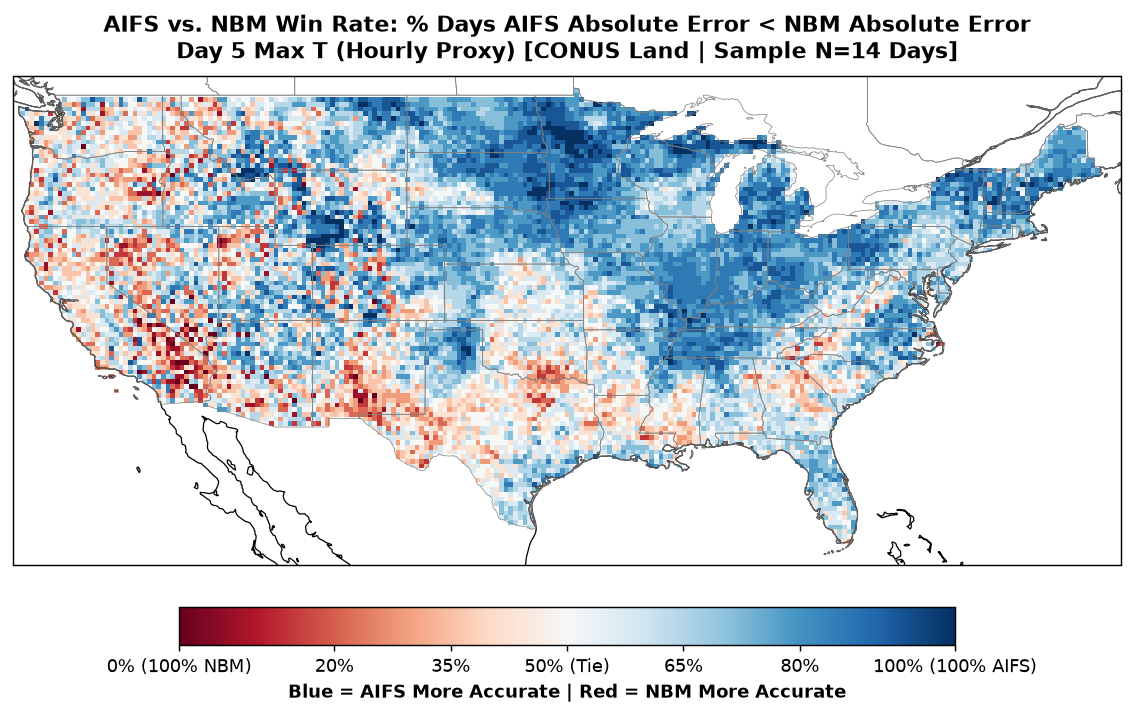 AIFS vs. NBM Win Rate: % Days AIFS Absolute Error < NBM Absolute Error
Day 5 Max T (Hourly Proxy) [CONUS Land | Sample N=14 Days]
0% (100% NBM) 20% 35% 50% (Tie) 65% 80% 100% (100% AIFS)
Blue = AIFS More Accurate | Red = NBM More Accurate